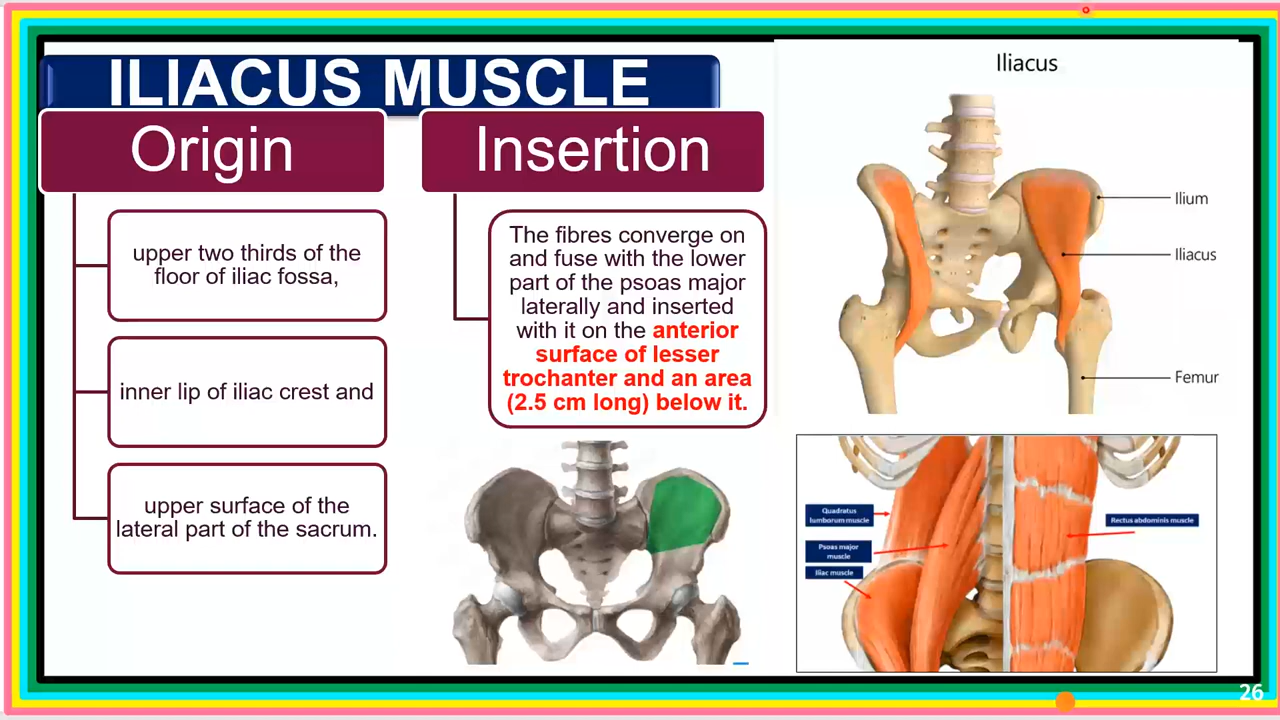 ILIACUS MUSCLE
Origin
upper two thirds of the
floor of iliac fossa,
inner lip of iliac crest and
upper surface of the
lateral part of the sacrum.
Insertion
The fibres converge on
and fuse with the lower
part of the psoas major
laterally and inserted
with it on the anterior
surface of lesser
trochanter and an area
(2.5 cm long) below it.
Iliacus
Ilium
Iliacus
Femur
Quadratus
lumborum muscle
Psoas major
muscle
Iliac muscle
Rectus abdominis muscle
26